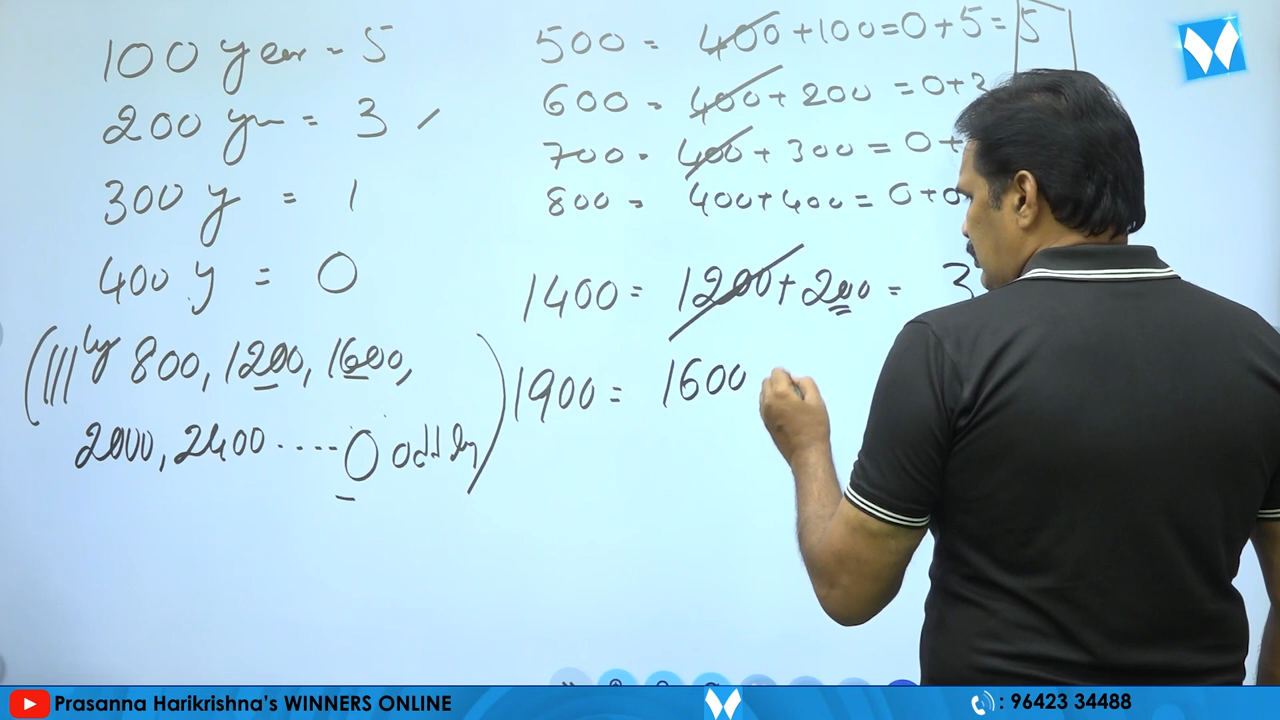 100 year = 5
200 yr = 3
300 y = 1
400 y = 0
(|||ly 800, 1200, 1600,
2000, 2400 ---- 0 odd day)
500 = 400 + 100 = 0 + 5 = 5
600 = 400 + 200 = 0 + 3
700 = 400 + 300 = 0 +
800 = 400 + 400 = 0 + 0
1400 = 1200 + 200 = 3
1900 = 1600
Prasanna Harikrishna's WINNERS ONLINE
: 96423 34488